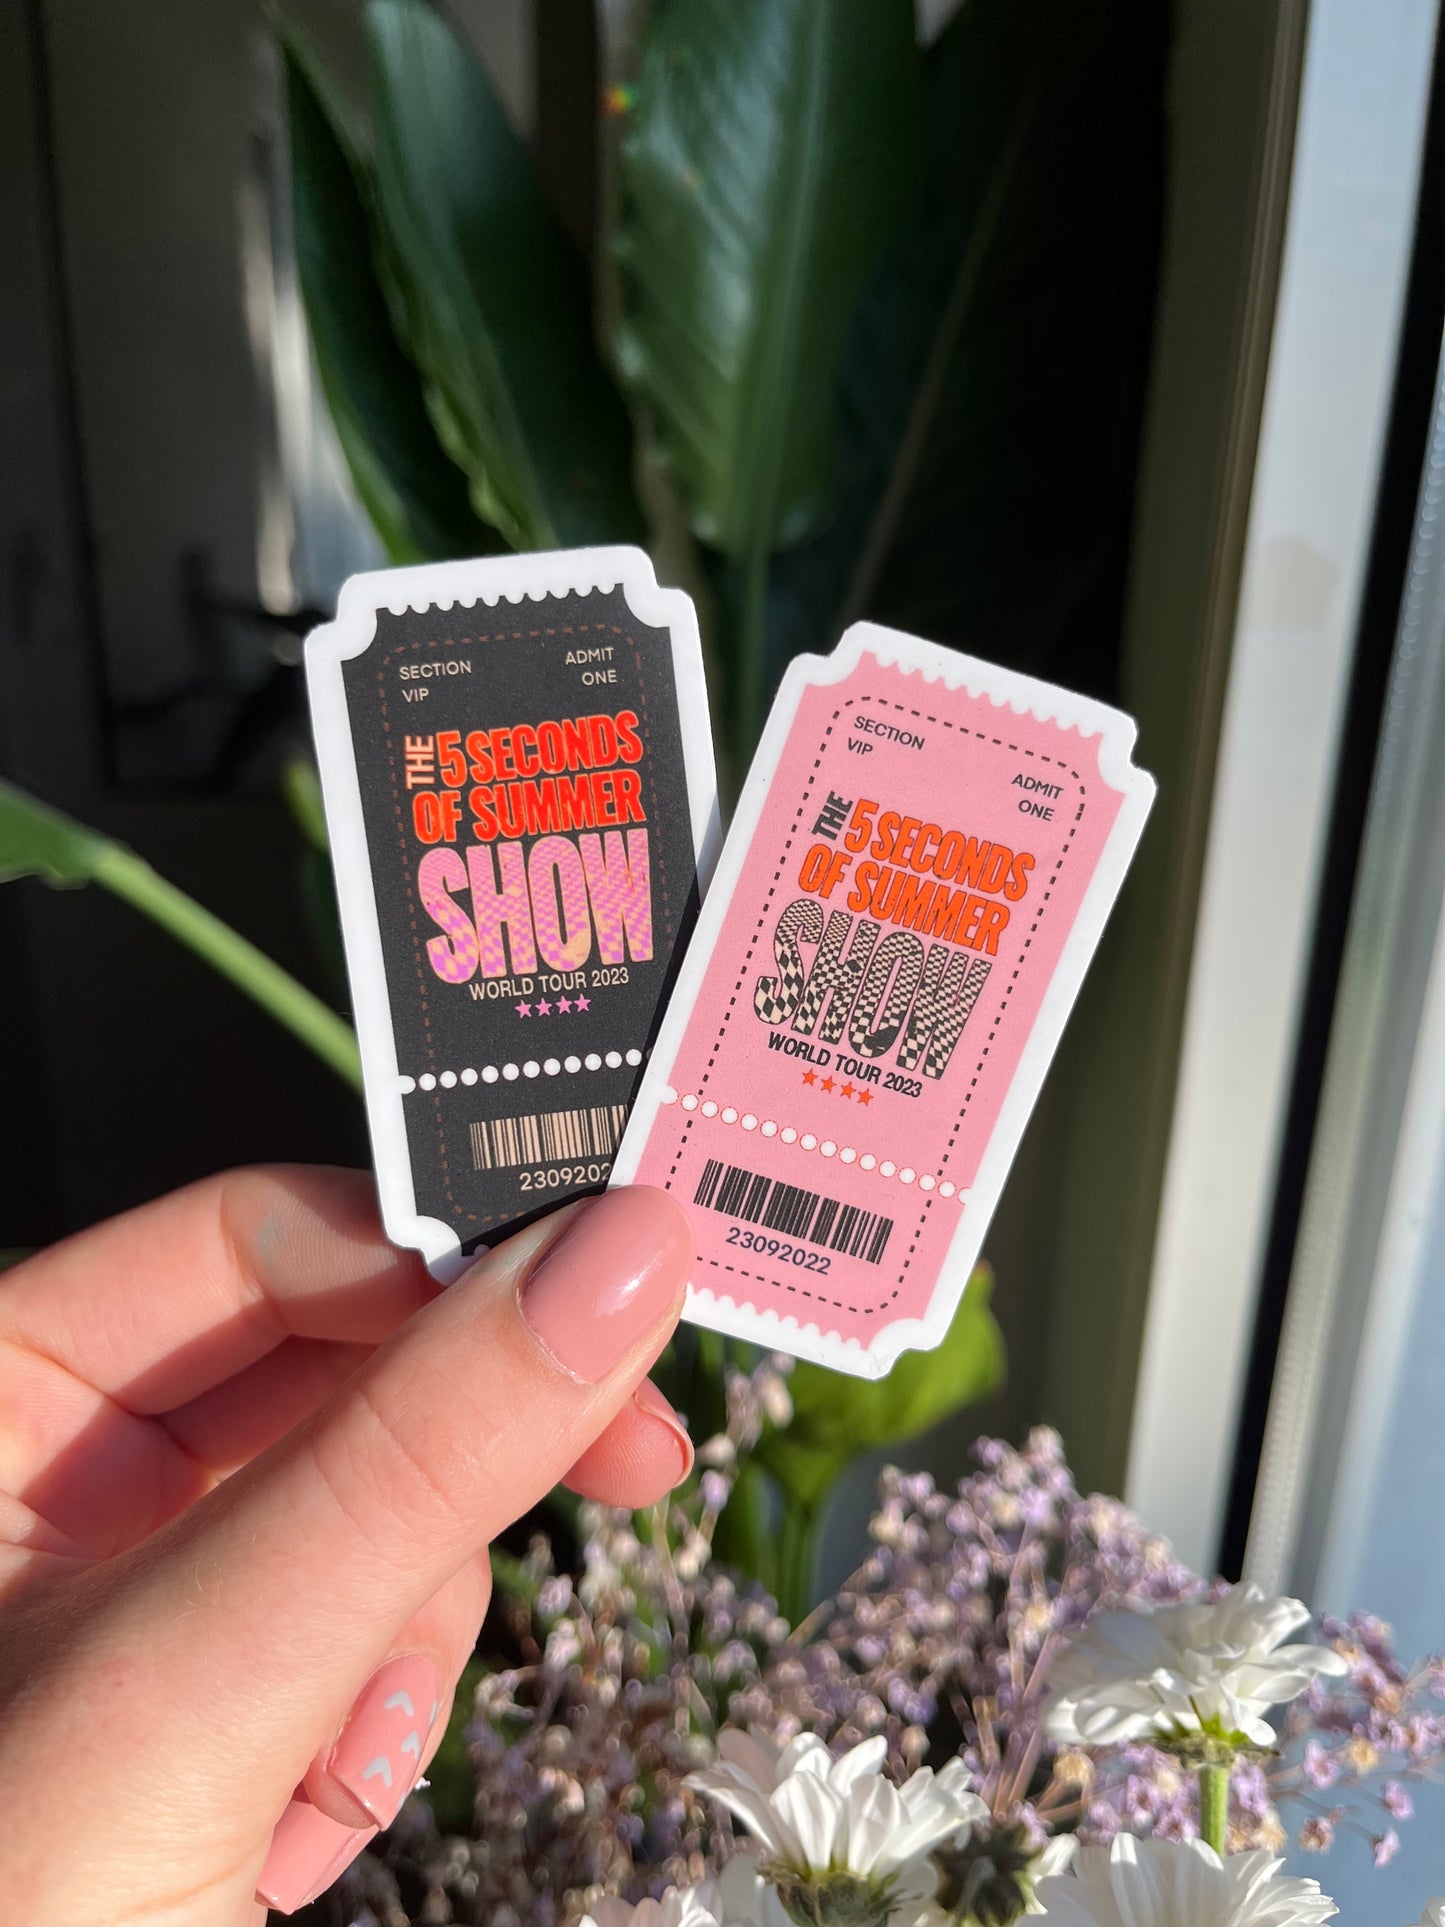 SECTION
VIP
ADMIT
ONE
THE 5 SECONDS
OF SUMMER
SHOW
WORLD TOUR 2023
2309202
SECTION
VIP
ADMIT
ONE
THE 5 SECONDS
OF SUMMER
SHOW
WORLD TOUR 2023
23092022